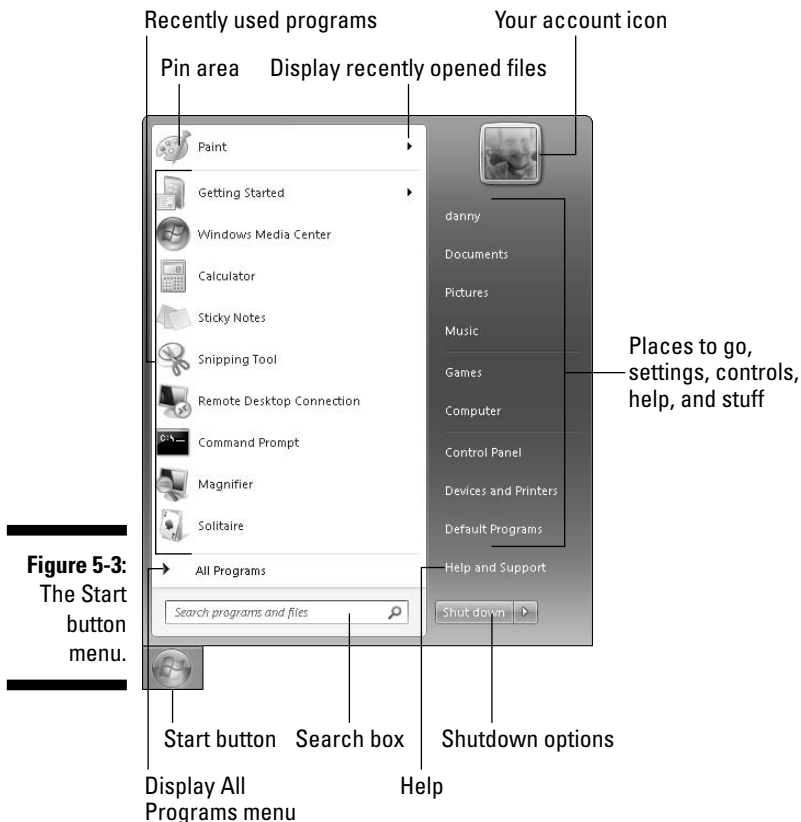 Recently used programs
Your account icon
Pin area
Display recently opened files
Paint
Getting Started
Windows Media Center
Calculator
Sticky Notes
Snipping Tool
Remote Desktop Connection
C:\_
Command Prompt
Magnifier
Solitaire
All Programs
Search programs and files
danny
Documents
Pictures
Music
Games
Computer
Control Panel
Devices and Printers
Default Programs
Help and Support
Shut down
Places to go,
settings, controls,
help, and stuff
Figure 5-3:
The Start
button
menu.
Start button
Search box
Shutdown options
Display All
Programs menu
Help